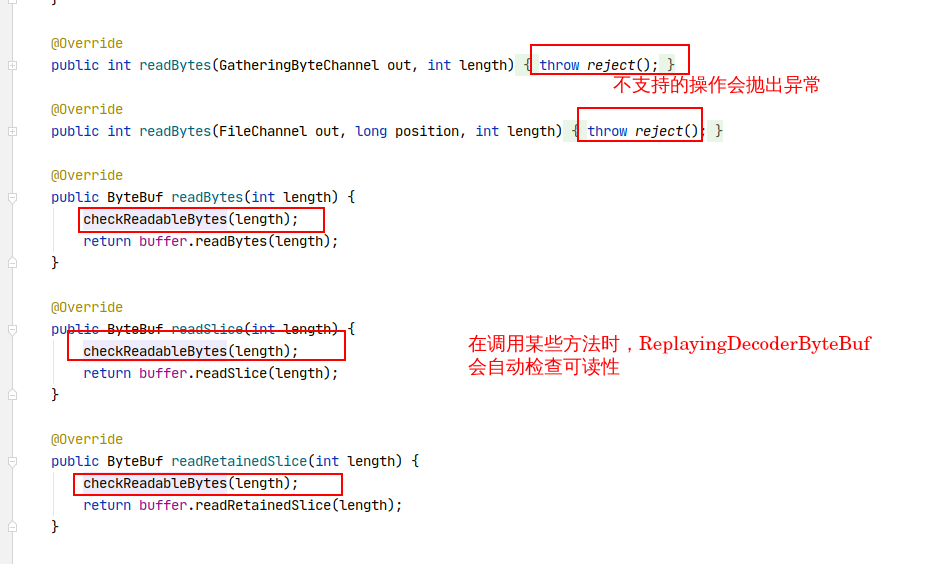 }
@Override
public int readBytes(GatheringByteChannel out, int length) { throw reject(); }
不支持的操作会抛出异常
@Override
public int readBytes(FileChannel out, long position, int length) { throw reject(); }
@Override
public ByteBuf readBytes(int length) {
checkReadableBytes(length);
return buffer.readBytes(length);
}
@Override
public ByteBuf readSlice(int length) {
checkReadableBytes(length);
return buffer.readSlice(length);
}
在调用某些方法时，ReplayingDecoderByteBuf
会自动检查可读性
@Override
public ByteBuf readRetainedSlice(int length) {
checkReadableBytes(length);
return buffer.readRetainedSlice(length);
}